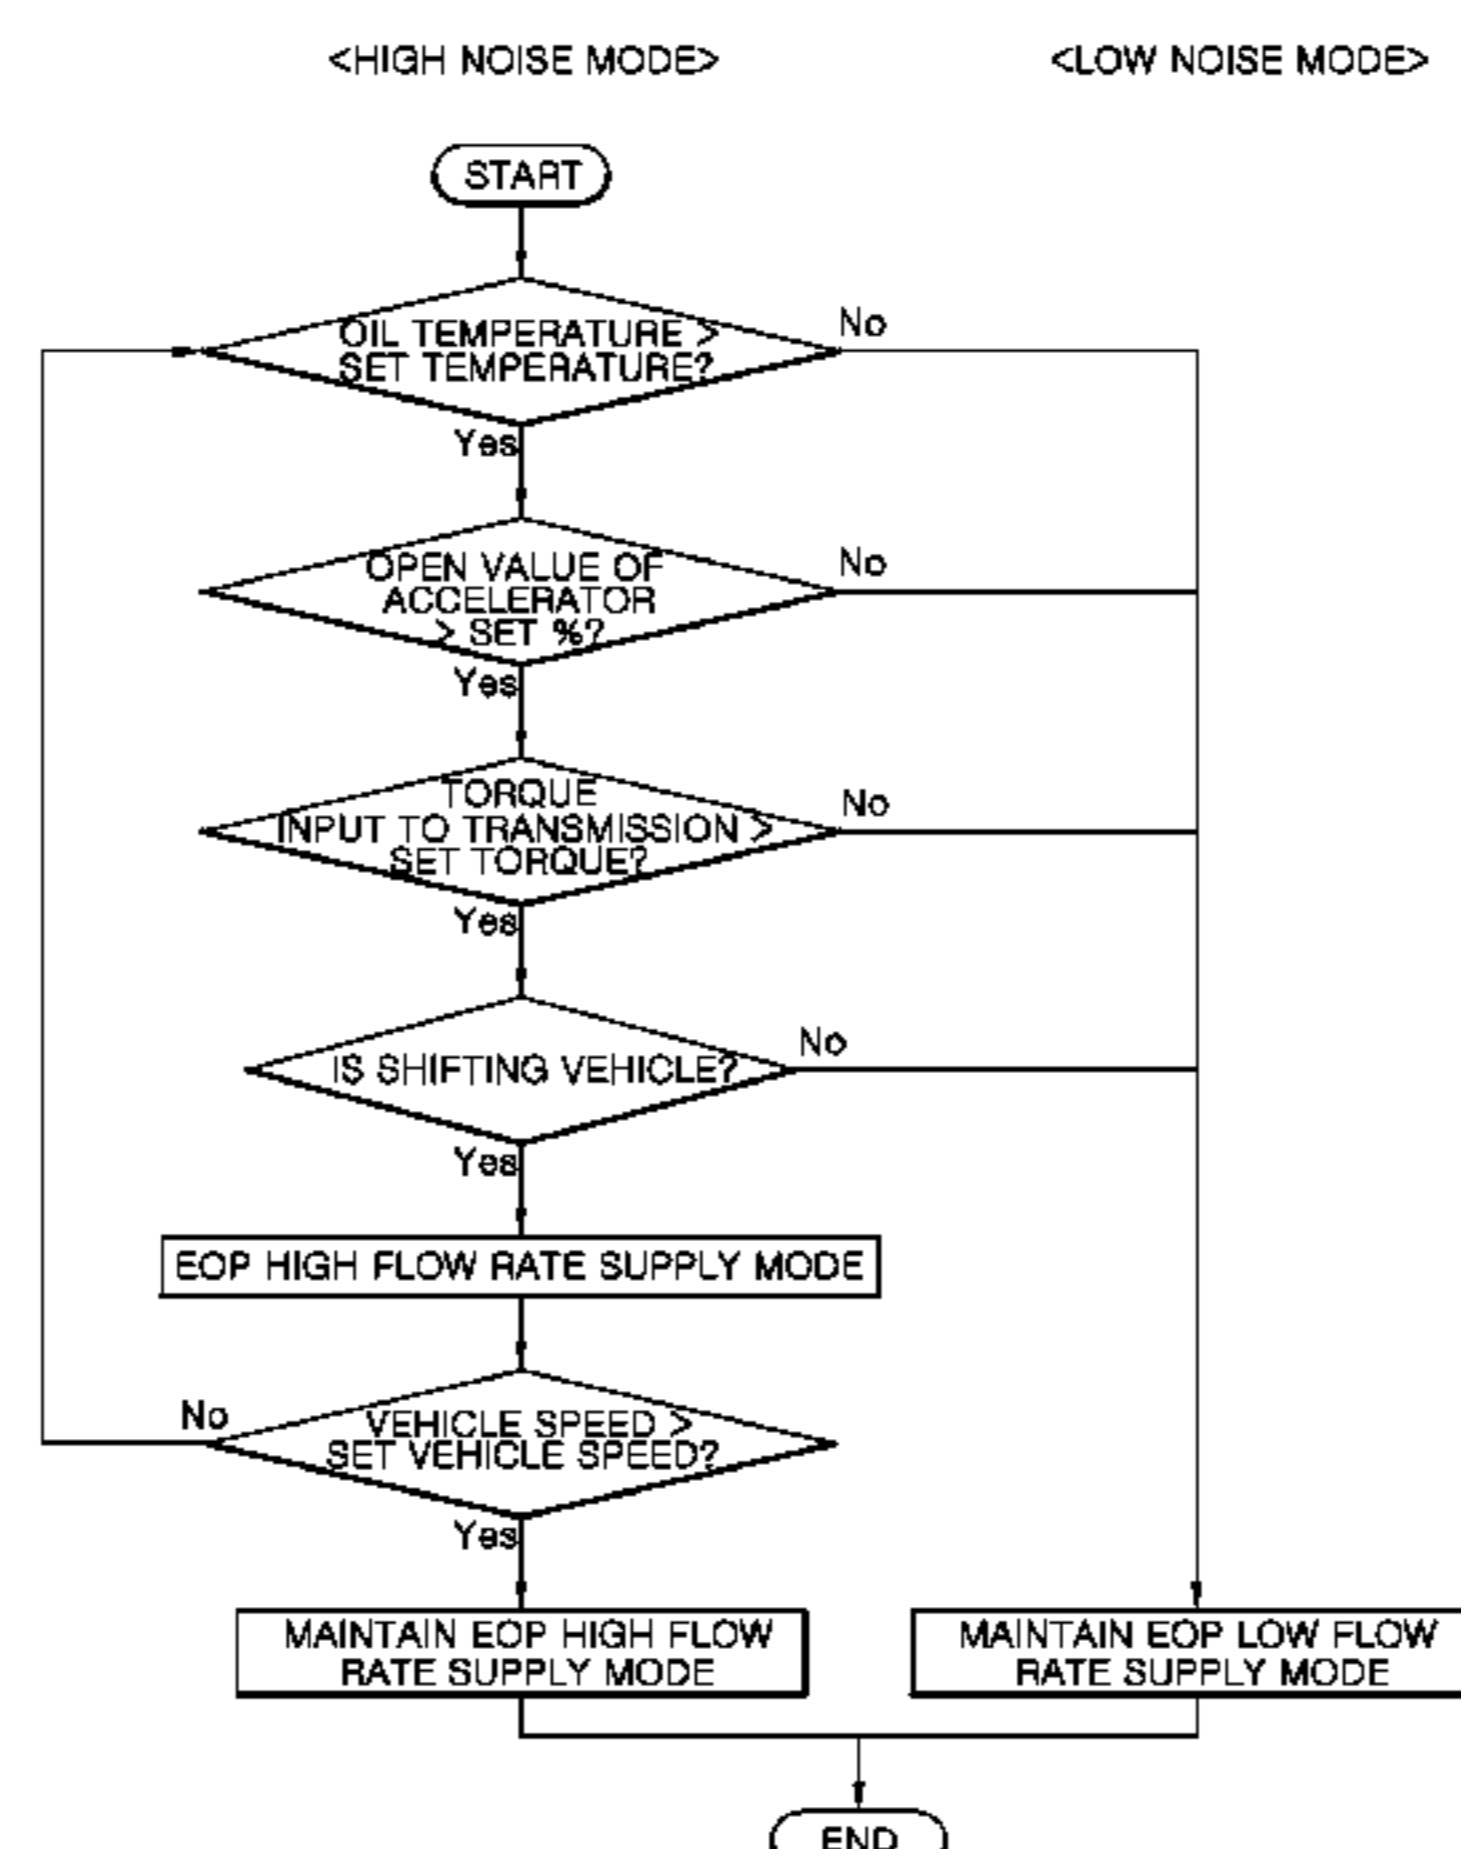 <HIGH NOISE MODE>
<LOW NOISE MODE>
START
OIL TEMPERATURE >
SET TEMPERATURE?
No
Yes
OPEN VALUE OF
ACCELERATOR
> SET %?
No
Yes
TORQUE
INPUT TO TRANSMISSION >
SET TORQUE?
No
Yes
IS SHIFTING VEHICLE?
No
Yes
EOP HIGH FLOW RATE SUPPLY MODE
No
VEHICLE SPEED >
SET VEHICLE SPEED?
Yes
MAINTAIN EOP HIGH FLOW
RATE SUPPLY MODE
MAINTAIN EOP LOW FLOW
RATE SUPPLY MODE
END